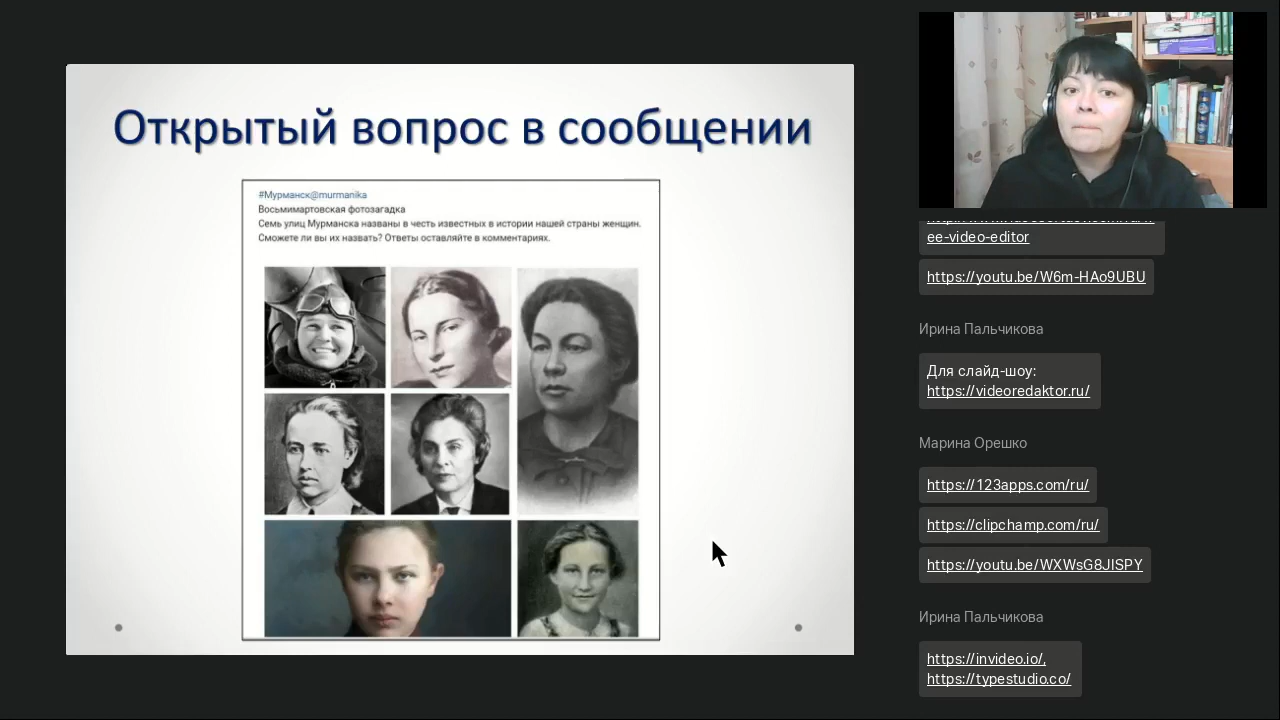 Открытый вопрос в сообщении
#Мурманск@murmanika
Восьмимартовская фотозагадка
Семь улиц Мурманска названы в честь известных в истории нашей страны женщин.
Сможете ли вы их назвать? Ответы оставляйте в комментариях.
ee-video-editor
https://youtu.be/W6m-HAo9UBU
Ирина Пальчикова
Для слайд-шоу:
https://videoredaktor.ru/
Марина Орешко
https://123apps.com/ru/
https://clipchamp.com/ru/
https://youtu.be/WXWsG8JISPY
Ирина Пальчикова
https://invideo.io/,
https://typestudio.co/